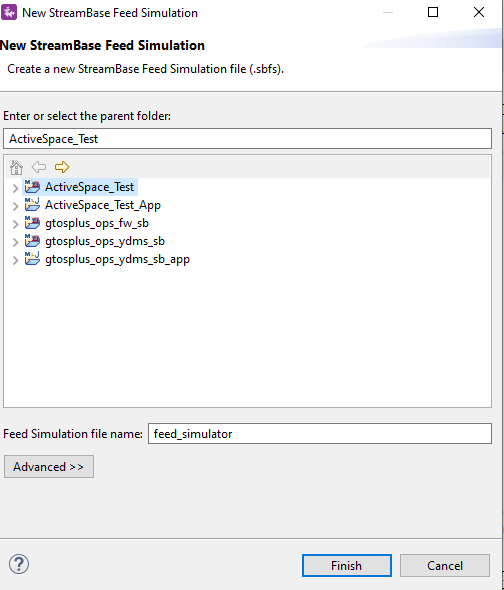 New StreamBase Feed Simulation
New StreamBase Feed Simulation
Create a new StreamBase Feed Simulation file (.sbfs).
Enter or select the parent folder:
ActiveSpace_Test
ActiveSpace_Test
ActiveSpace_Test_App
gtosplus_ops_fw_sb
gtosplus_ops_ydms_sb
gtosplus_ops_ydms_sb_app
Feed Simulation file name: feed_simulator
Advanced >>
? Finish Cancel